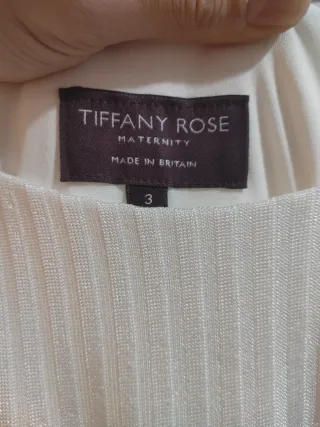 TIFFANY ROSE
MATERNITY
MADE IN BRITAIN
3